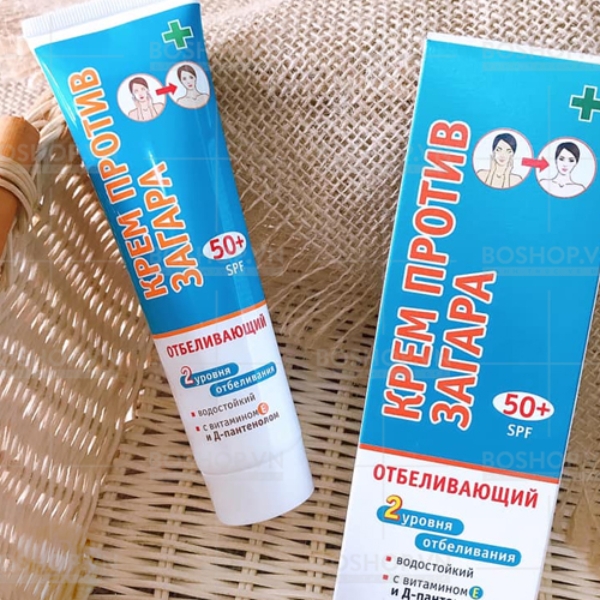 КРЕМ ПРОТИВ
ЗАГАРА
50+
SPF
ОТБЕЛИВАЮЩИЙ
2 уровня
отбеливания
водостойкий
с витамином E
и Д-пантенолом
КРЕМ ПРОТИВ
ЗАГАРА
50+
SPF
ОТБЕЛИВАЮЩИЙ
2 уровня
отбеливания
водостойкий
с витамином E
и Д-пантенолом
BOSHOP.VN